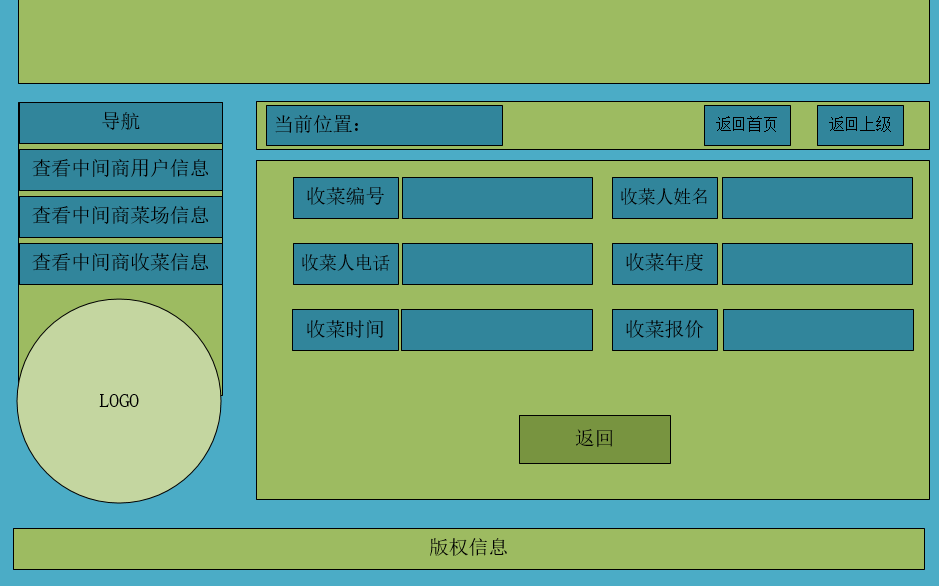 导航
查看中间商用户信息
查看中间商菜场信息
查看中间商收菜信息
LOGO
当前位置：
返回首页
返回上级
收菜编号
收菜人姓名
收菜人电话
收菜年度
收菜时间
收菜报价
返回
版权信息